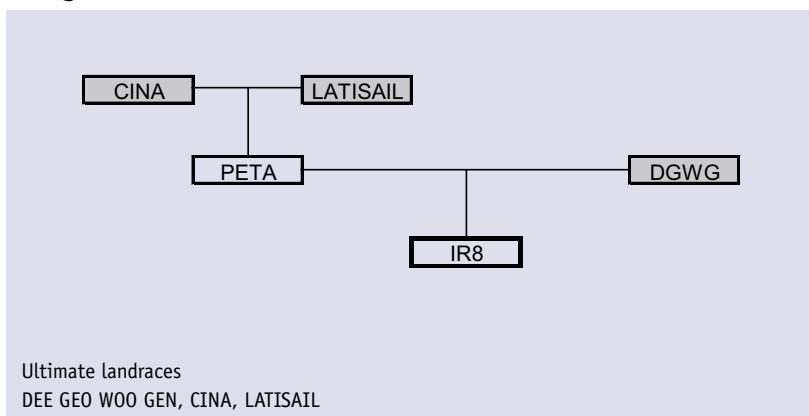 CINA LATISAIL
PETA DGWG
IR8
Ultimate landraces
DEE GEO WOO GEN, CINA, LATISAIL